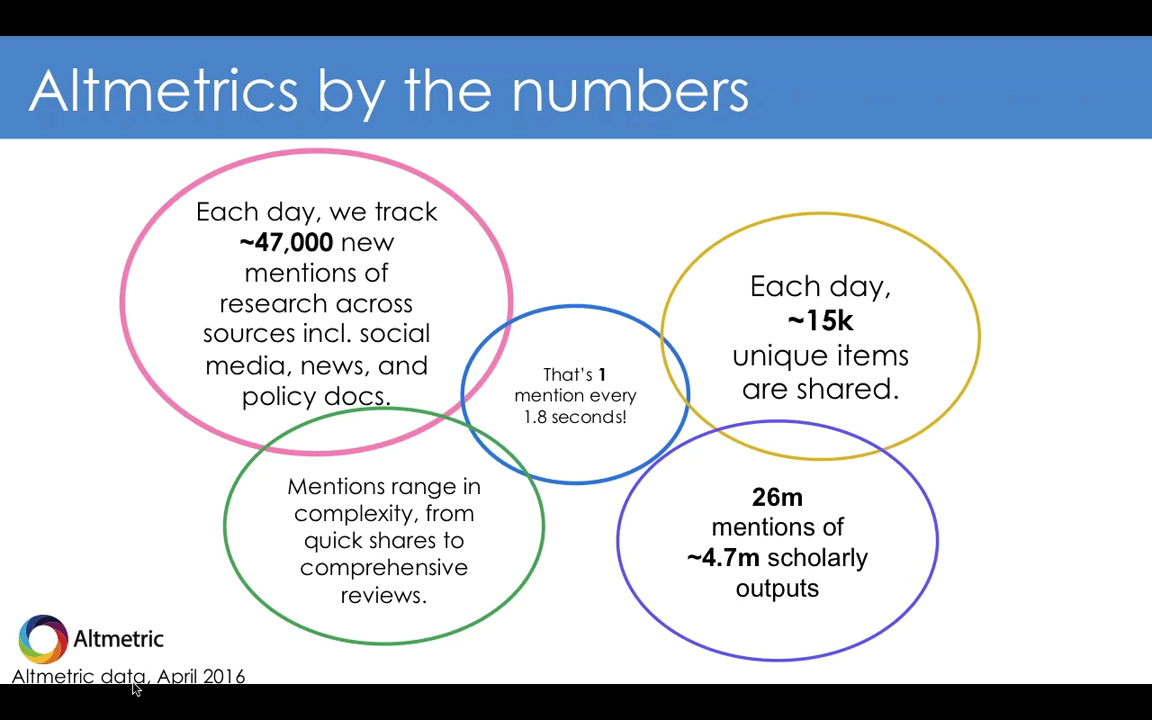 Altmetrics by the numbers
Each day, we track
~47,000 new
mentions of
research across
sources incl. social
media, news, and
policy docs.
That's 1
mention every
1.8 seconds!
Each day,
~15k
unique items
are shared.
Mentions range in
complexity, from
quick shares to
comprehensive
reviews.
26m
mentions of
~4.7m scholarly
outputs
Altmetric
Altmetric data, April 2016